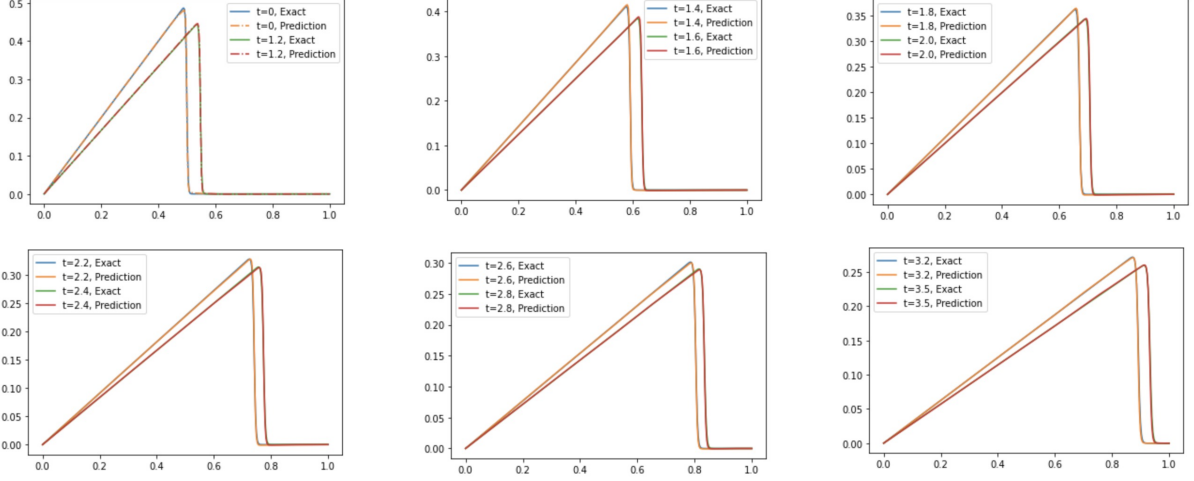 0.5
0.4
0.3
0.2
0.1
0.0
0.0 0.2 0.4 0.6 0.8 1.0
t=0, Exact
t=0, Prediction
t=1.2, Exact
t=1.2, Prediction
0.4
0.3
0.2
0.1
0.0
0.0 0.2 0.4 0.6 0.8 1.0
t=1.4, Exact
t=1.4, Prediction
t=1.6, Exact
t=1.6, Prediction
0.35
0.30
0.25
0.20
0.15
0.10
0.05
0.00
0.0 0.2 0.4 0.6 0.8 1.0
t=1.8, Exact
t=1.8, Prediction
t=2.0, Exact
t=2.0, Prediction
0.30
0.25
0.20
0.15
0.10
0.05
0.00
0.0 0.2 0.4 0.6 0.8 1.0
t=2.2, Exact
t=2.2, Prediction
t=2.4, Exact
t=2.4, Prediction
0.30
0.25
0.20
0.15
0.10
0.05
0.00
0.0 0.2 0.4 0.6 0.8 1.0
t=2.6, Exact
t=2.6, Prediction
t=2.8, Exact
t=2.8, Prediction
0.25
0.20
0.15
0.10
0.05
0.00
0.0 0.2 0.4 0.6 0.8 1.0
t=3.2, Exact
t=3.2, Prediction
t=3.5, Exact
t=3.5, Prediction